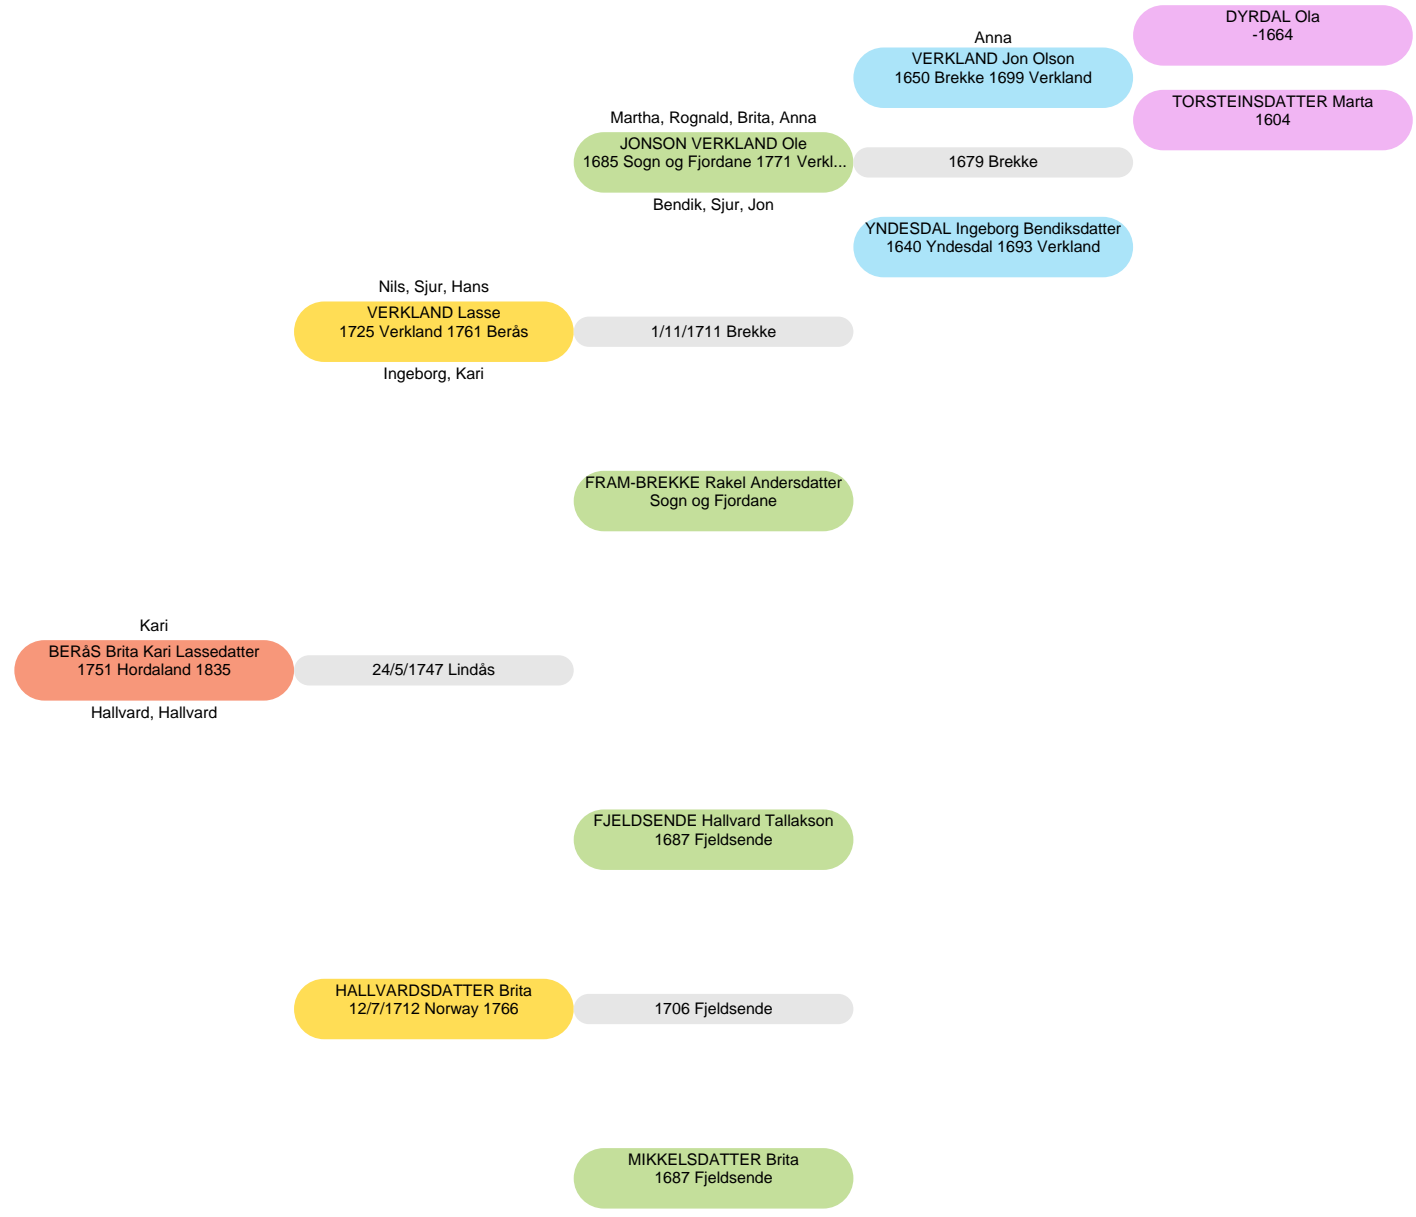 DYRDAL Ola
-1664
Anna
VERKLAND Jon Olson
1650 Brekke 1699 Verkland
TORSTEINSDATTER Marta
1604
Martha, Rognald, Brita, Anna
JONSON VERKLAND Ole
1685 Sogn og Fjordane 1771 Verkl...
1679 Brekke
Bendik, Sjur, Jon
YNDESDAL Ingeborg Bendiksdatter
1640 Yndesdal 1693 Verkland
Nils, Sjur, Hans
VERKLAND Lasse
1725 Verkland 1761 Berås
1/11/1711 Brekke
Ingeborg, Kari
FRAM-BREKKE Rakel Andersdatter
Sogn og Fjordane
Kari
BERåS Brita Kari Lassedatter
1751 Hordaland 1835
24/5/1747 Lindås
Hallvard, Hallvard
FJELDSENDE Hallvard Tallakson
1687 Fjeldsende
HALLVARDSDATTER Brita
12/7/1712 Norway 1766
1706 Fjeldsende
MIKKELSDATTER Brita
1687 Fjeldsende